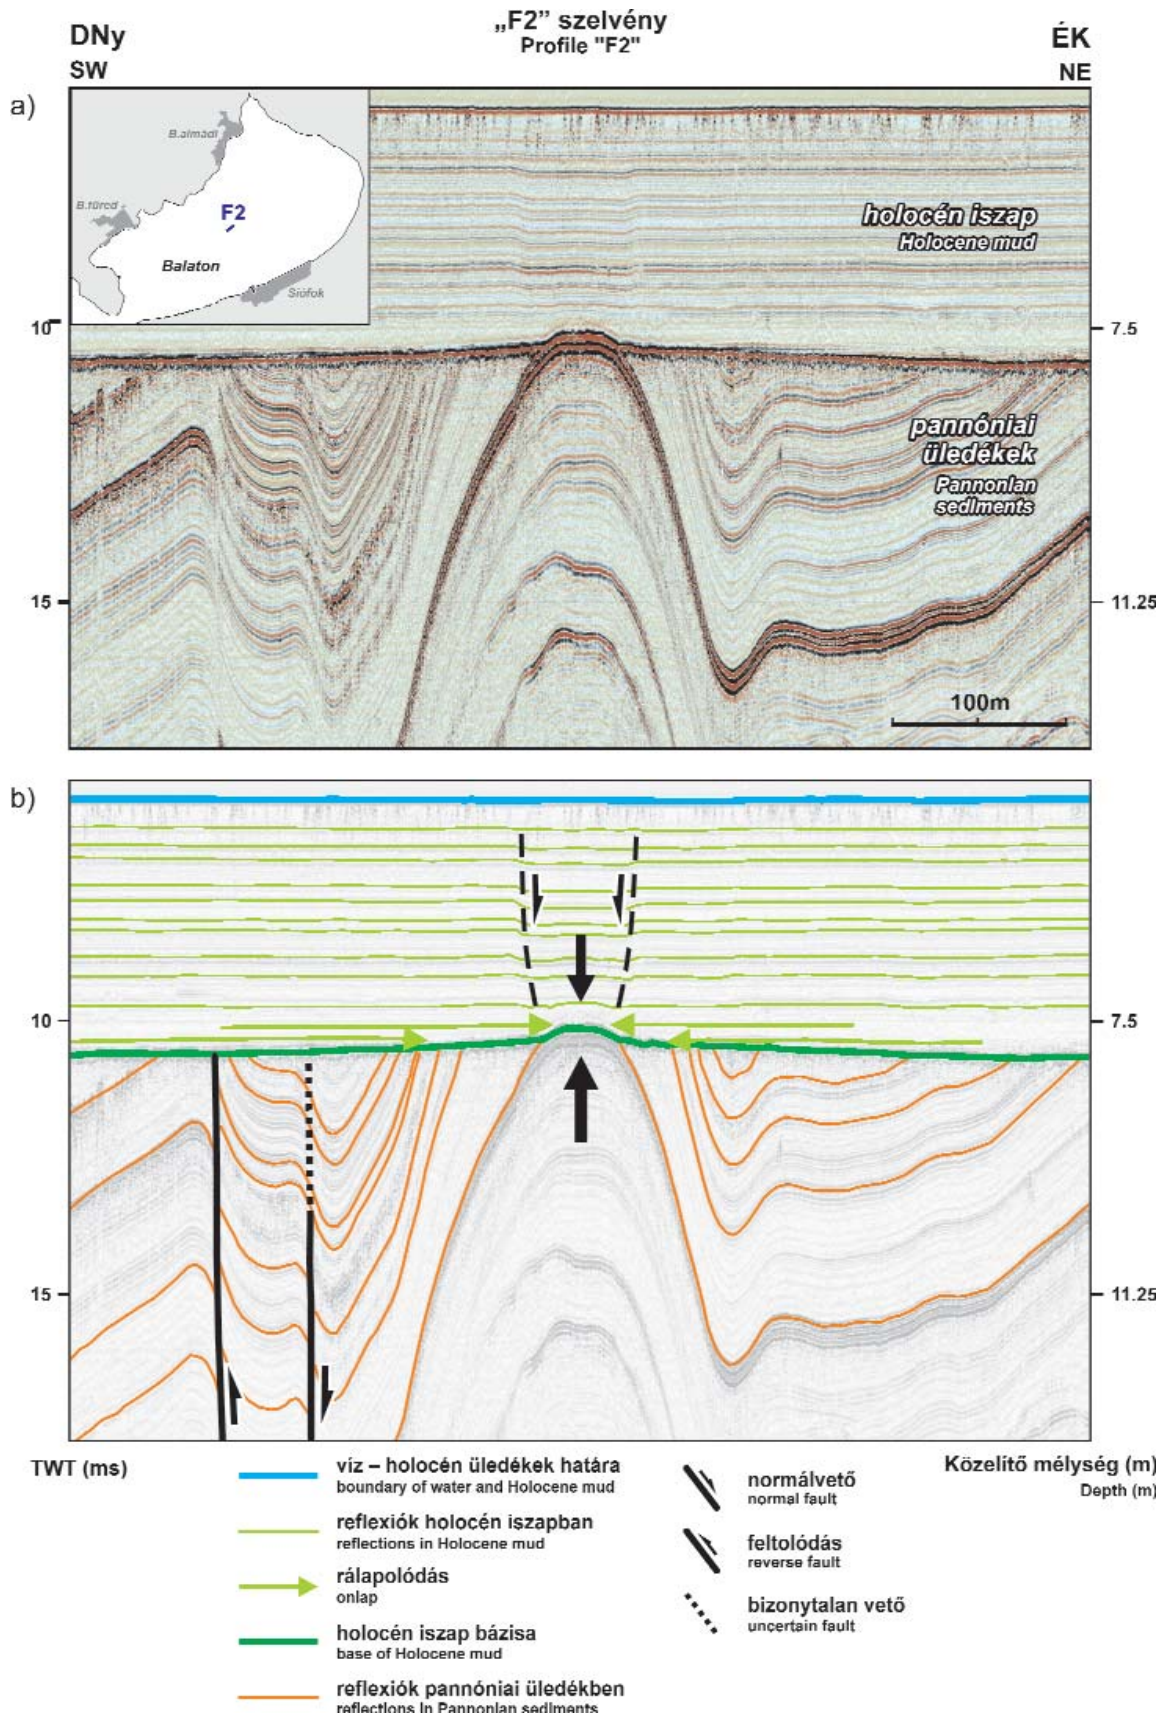 „F2” szelvény
Profile "F2"
DNy
SW
ÉK
NE
a)
B.almádi
B.füred
F2
Balaton
Siófok
holocén iszap
Holocene mud
10
7.5
pannóniai
üledékek
Pannonian
sediments
15
11.25
100m
b)
10
7.5
15
11.25
TWT (ms)
Közelítő mélység (m)
Depth (m)
víz – holocén üledékek határa
boundary of water and Holocene mud
reflexiók holocén iszapban
reflections in Holocene mud
rálapolódás
onlap
holocén iszap bázisa
base of Holocene mud
reflexiók pannóniai üledékben
reflections in Pannonian sediments
normálvető
normal fault
feltolódás
reverse fault
bizonytalan vető
uncertain fault